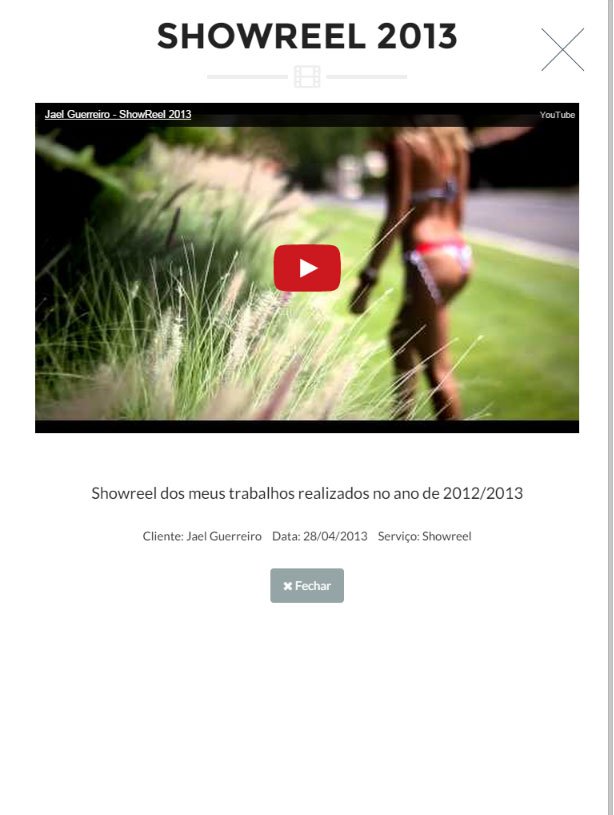 SHOWREEL 2013
Jael Guerreiro - ShowReel 2013
YouTube
Showreel dos meus trabalhos realizados no ano de 2012/2013
Cliente: Jael Guerreiro Data: 28/04/2013 Serviço: Showreel
✖ Fechar